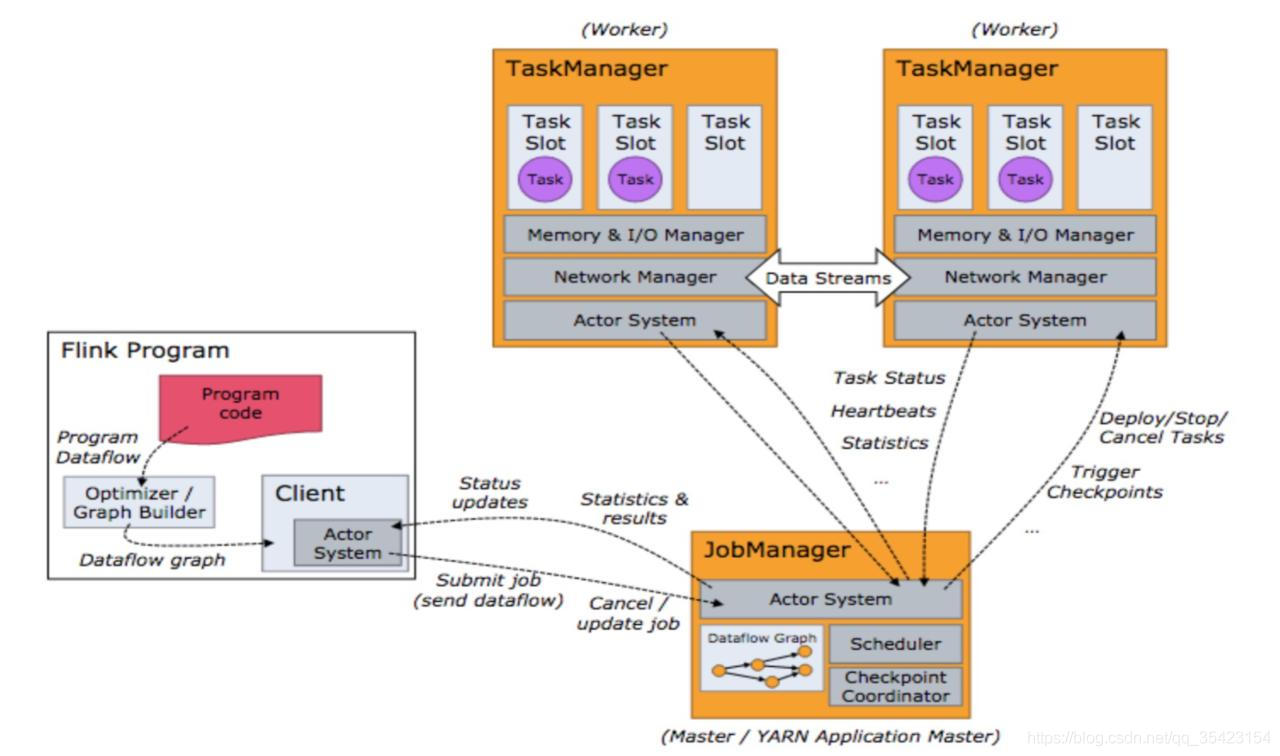 (Worker)
(Worker)
TaskManager
Task
Slot
Task
Task
Slot
Task
Task
Slot
Memory & I/O Manager
Network Manager
Actor System
Data Streams
TaskManager
Task
Slot
Task
Task
Slot
Task
Task
Slot
Memory & I/O Manager
Network Manager
Actor System
Flink Program
Program
code
Program
Dataflow
Optimizer /
Graph Builder
Dataflow graph
Client
Actor
System
Status
updates
Statistics &
results
Submit job
(send dataflow)
Cancel /
update job
Task Status
Heartbeats
Statistics
...
Deploy/Stop/
Cancel Tasks
Trigger
Checkpoints
...
JobManager
Actor System
Dataflow Graph
Scheduler
Checkpoint
Coordinator
(Master / YARN Application Master)
https://blog.csdn.net/qq_35423154